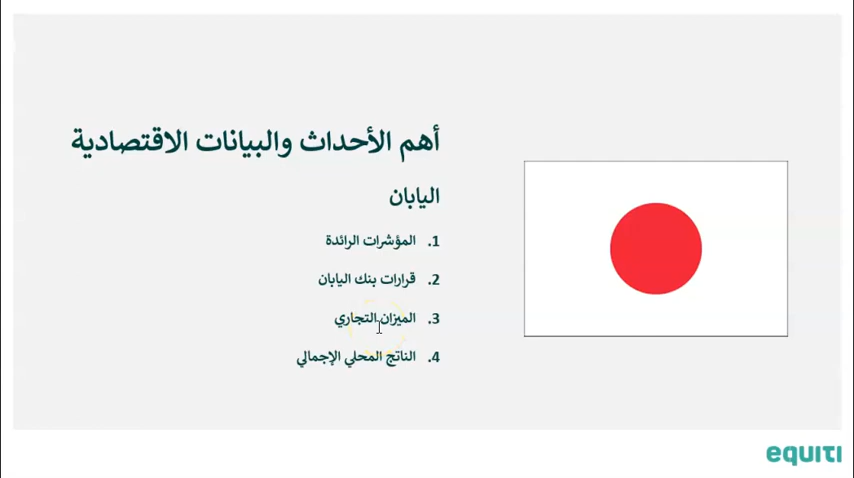 أهم الأحداث والبيانات الاقتصادية
اليابان
1. المؤشرات الرائدة
2. قرارات بنك اليابان
3. الميزان التجاري
4. الناتج المحلي الإجمالي
equiti